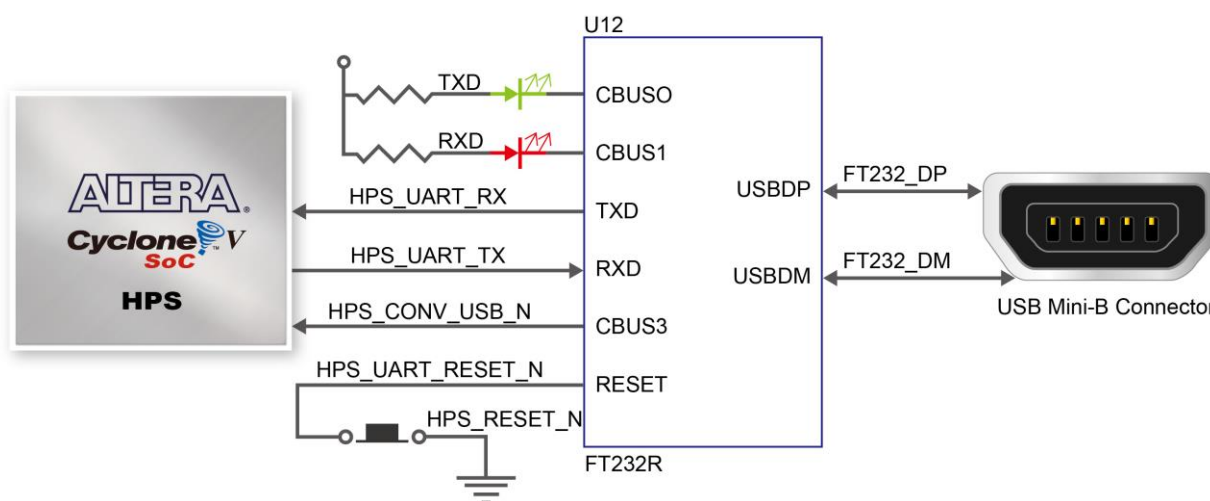 U12
TXD
CBUSO
RXD
CBUS1
HPS_UART_RX
TXD
HPS_UART_TX
RXD
HPS_CONV_USB_N
CBUS3
HPS_UART_RESET_N
RESET
HPS_RESET_N
FT232R
ALTERA®
Cyclone™ V
SoC
HPS
USBDP
FT232_DP
USBDM
FT232_DM
USB Mini-B Connector